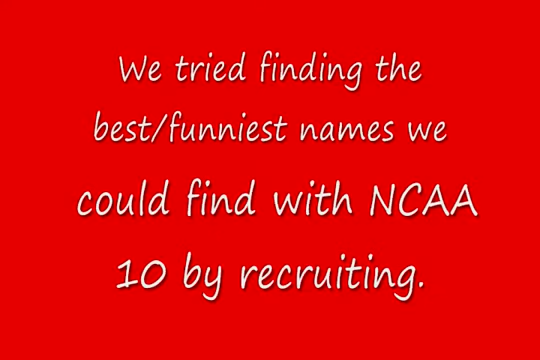 We tried finding the
best/funniest names we
could find with NCAA
10 by recruiting.